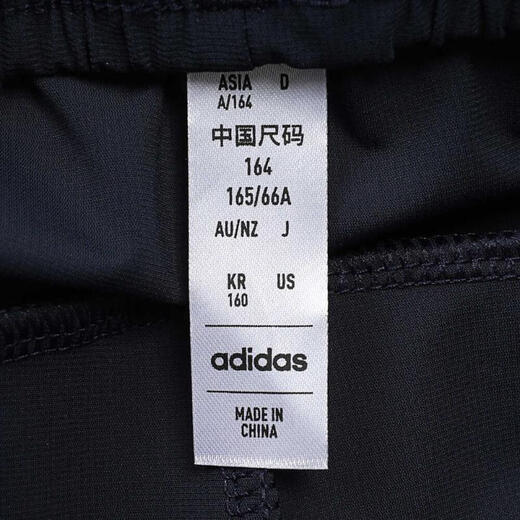 ASIA D
A/164
中国尺码
164
165/66A
AU/NZ J
KR US
160
adidas
MADE IN
CHINA